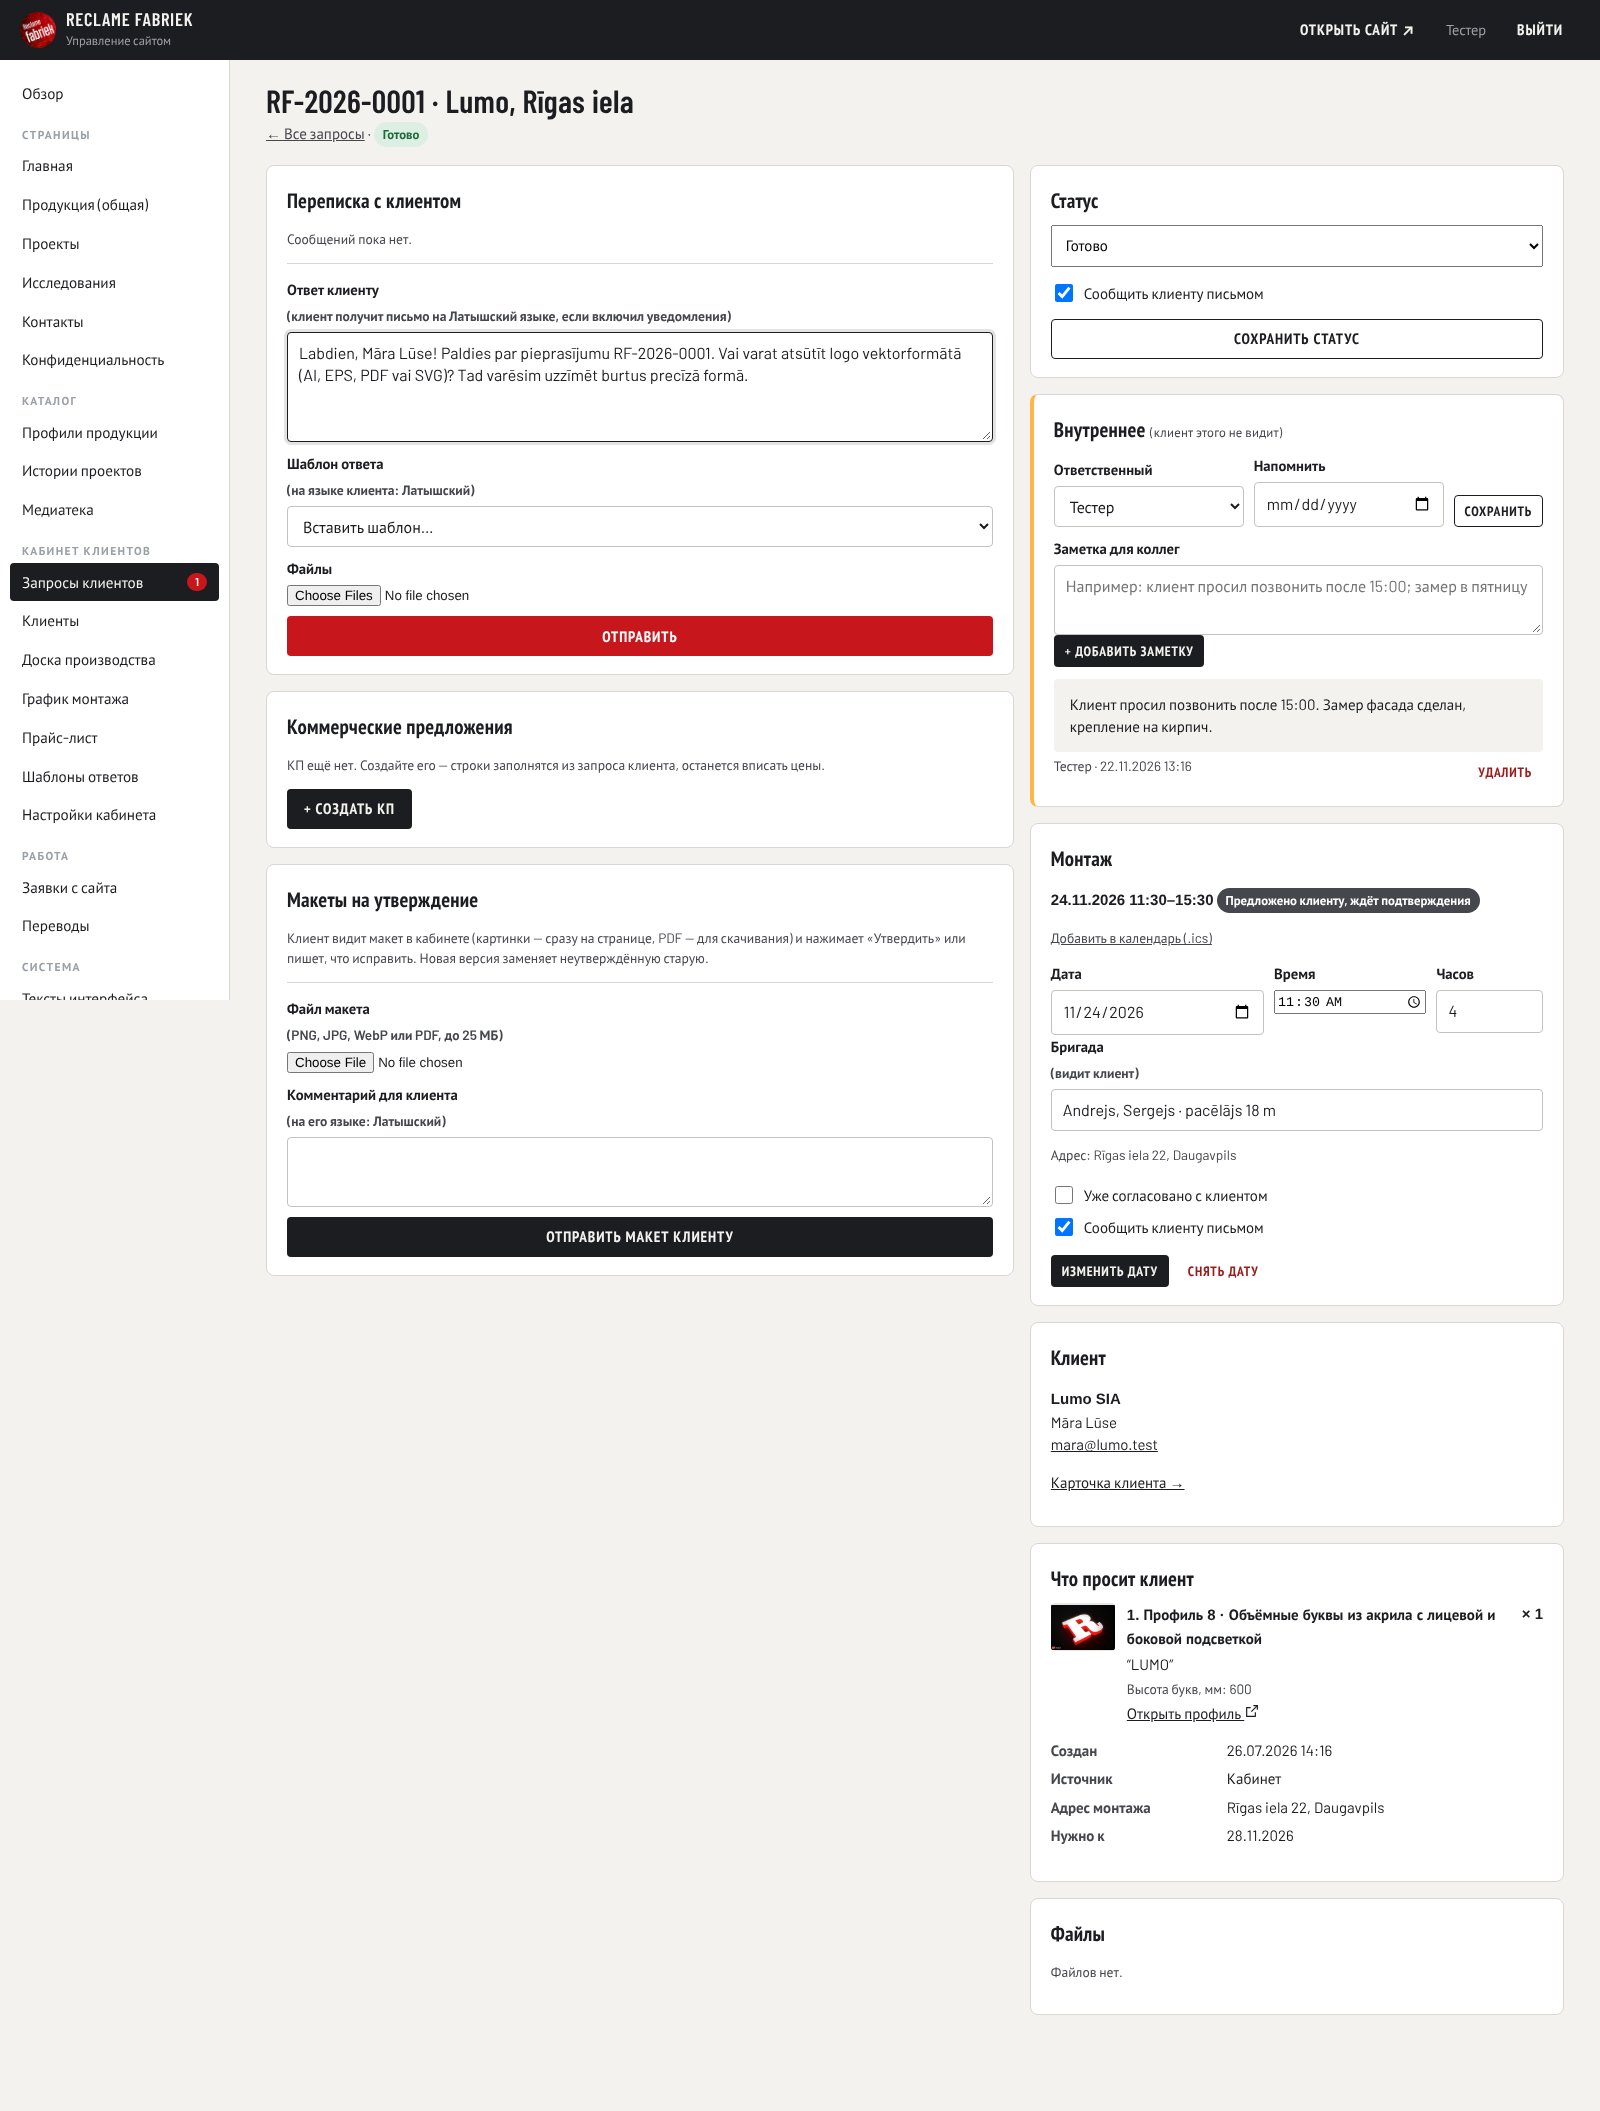 RECLAME FABRIEK
Управление сайтом
ОТКРЫТЬ САЙТ ↗
Тестер
ВЫЙТИ
Обзор
СТРАНИЦЫ
Главная
Продукция (общая)
Проекты
Исследования
Контакты
Конфиденциальность
КАТАЛОГ
Профили продукции
Истории проектов
Медиатека
КАБИНЕТ КЛИЕНТОВ
Запросы клиентов 1
Клиенты
Доска производства
График монтажа
Прайс-лист
Шаблоны ответов
Настройки кабинета
РАБОТА
Заявки с сайта
Переводы
СИСТЕМА
Тексты интерфейса
RF-2026-0001 · Lumo, Rīgas iela
← Все запросы · Готово
Переписка с клиентом
Сообщений пока нет.
Ответ клиенту
(клиент получит письмо на Латышский языке, если включил уведомления)
Labdien, Māra Lūse! Paldies par pieprasījumu RF-2026-0001. Vai varat atsūtīt logo vektorformātā
(AI, EPS, PDF vai SVG)? Tad varēsim uzzīmēt burtus precīzā formā.
Шаблон ответа
(на языке клиента: Латышский)
Вставить шаблон...
Файлы
Choose Files No file chosen
ОТПРАВИТЬ
Коммерческие предложения
КП ещё нет. Создайте его — строки заполнятся из запроса клиента, останется вписать цены.
+ СОЗДАТЬ КП
Макеты на утверждение
Клиент видит макет в кабинете (картинки — сразу на странице, PDF — для скачивания) и нажимает «Утвердить» или
пишет, что исправить. Новая версия заменяет неутверждённую старую.
Файл макета
(PNG, JPG, WebP или PDF, до 25 МБ)
Choose File No file chosen
Комментарий для клиента
(на его языке: Латышский)
ОТПРАВИТЬ МАКЕТ КЛИЕНТУ
Статус
Готово
Сообщить клиенту письмом
СОХРАНИТЬ СТАТУС
Внутреннее (клиент этого не видит)
Ответственный
Напомнить
Тестер
mm/dd/yyyy
СОХРАНИТЬ
Заметка для коллег
Например: клиент просил позвонить после 15:00; замер в пятницу
+ ДОБАВИТЬ ЗАМЕТКУ
Клиент просил позвонить после 15:00. Замер фасада сделан,
крепление на кирпич.
Тестер · 22.11.2026 13:16
УДАЛИТЬ
Монтаж
24.11.2026 11:30–15:30 Предложено клиенту, ждёт подтверждения
Добавить в календарь (.ics)
Дата
Время
Часов
11/24/2026
11:30 AM
4
Бригада
(видит клиент)
Andrejs, Sergejs · pacēlājs 18 m
Адрес: Rīgas iela 22, Daugavpils
Уже согласовано с клиентом
Сообщить клиенту письмом
ИЗМЕНИТЬ ДАТУ
СНЯТЬ ДАТУ
Клиент
Lumo SIA
Māra Lūse
mara@lumo.test
Карточка клиента →
Что просит клиент
1. Профиль 8 · Объёмные буквы из акрила с лицевой и
боковой подсветкой
× 1
“LUMO”
Высота букв, мм: 600
Открыть профиль
Создан 26.07.2026 14:16
Источник Кабинет
Адрес монтажа Rīgas iela 22, Daugavpils
Нужно к 28.11.2026
Файлы
Файлов нет.